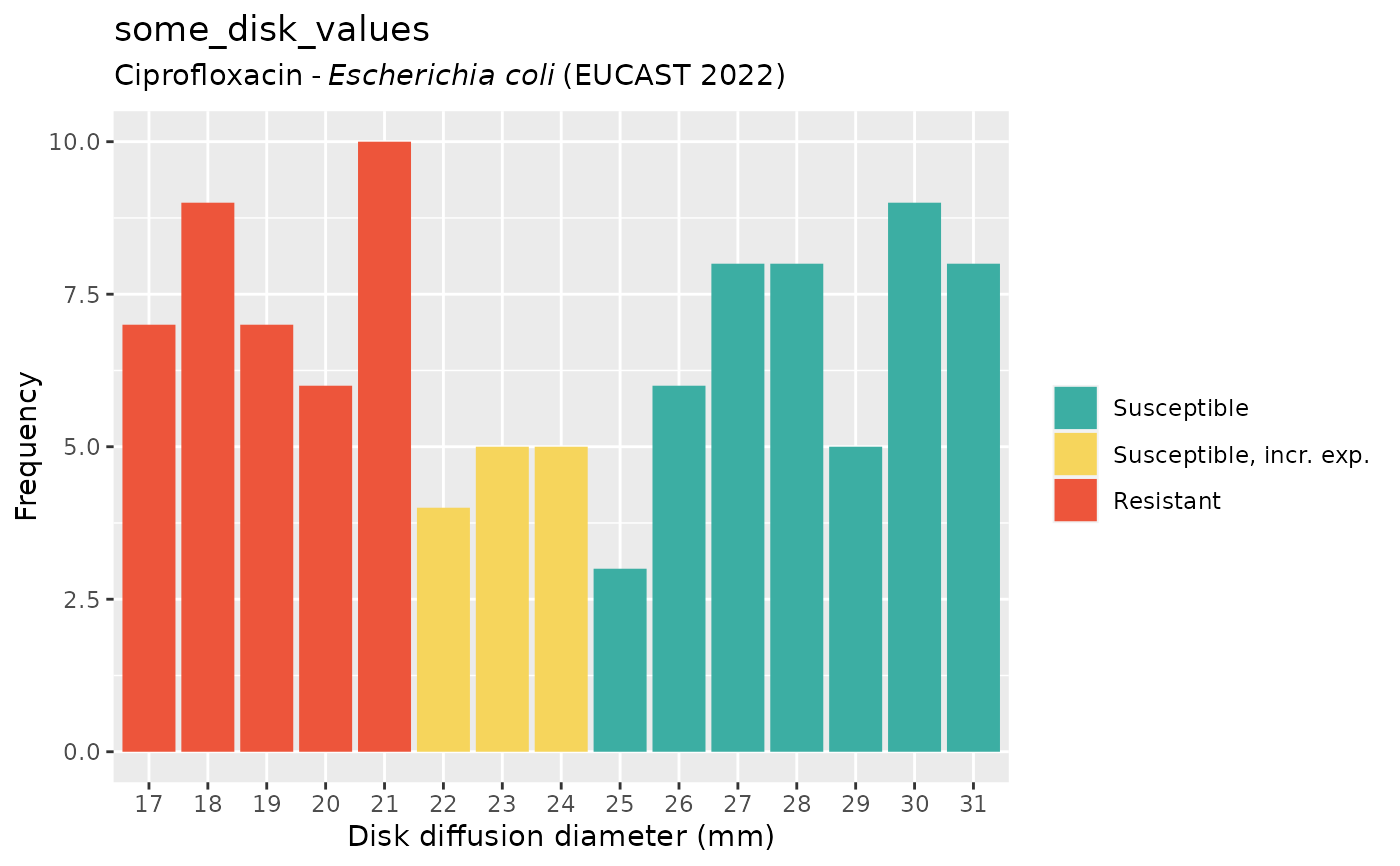 some_disk_values
Ciprofloxacin - Escherichia coli (EUCAST 2022)
Frequency
10.0
7.5
5.0
2.5
0.0
17 18 19 20 21 22 23 24 25 26 27 28 29 30 31
Disk diffusion diameter (mm)
Susceptible
Susceptible, incr. exp.
Resistant